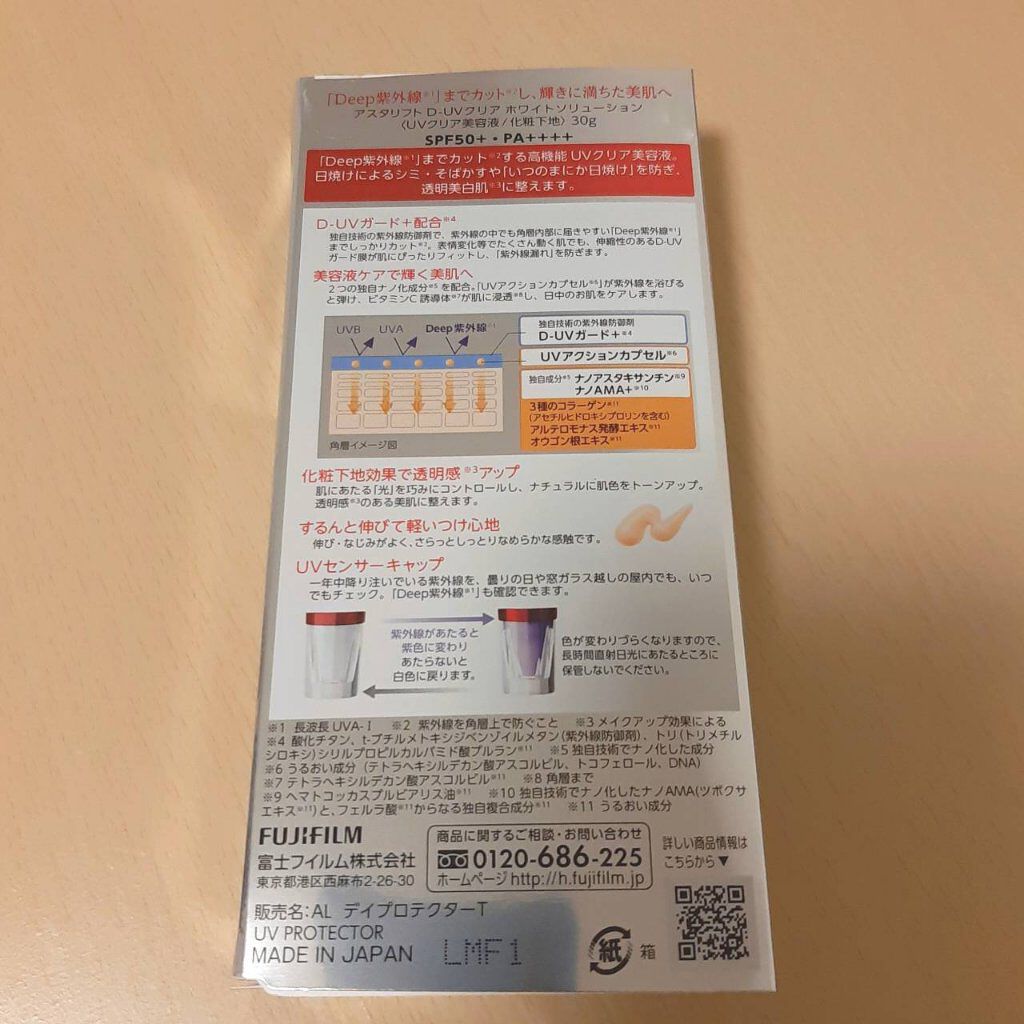 「Deep紫外線※1」までカット※2し、輝きに満ちた美肌へ
アスタリフト D-UVクリア ホワイトソリューション
〈UVクリア美容液/化粧下地〉30g
SPF50+・PA++++
「Deep紫外線※1」までカット※2する高機能 UVクリア美容液。
日焼けによるシミ・そばかすや「いつのまにか日焼け」を防ぎ、
透明美白肌※3に整えます。
D-UVガード+配合※4
独自技術の紫外線防御剤で、紫外線の中でも角層内部に届きやすい「Deep紫外線※1」
までしっかりカット※2。表情変化等でたくさん動く肌でも、伸縮性のあるD-UV
ガード膜が肌にぴったりフィットし、「紫外線漏れ」を防ぎます。
美容液ケアで輝く美肌へ
2つの独自ナノ化成分※5を配合。「UVアクションカプセル※6」が紫外線を浴びる
と弾け、ビタミンC 誘導体※7が肌に浸透※8し、日中のお肌をケアします。
UVB UVA Deep紫外線※1
独自技術の紫外線防御剤
D-UVガード+※4
UVアクションカプセル※6
独自成分※5 ナノアスタキサンチン※9
ナノAMA+※10
3種のコラーゲン※11
(アセチルヒドロキシプロリンを含む)
アルテロモナス発酵エキス※11
オウゴン根エキス※11
角層イメージ図
化粧下地効果で透明感※3アップ
肌にあたる「光」を巧みにコントロールし、ナチュラルに肌色をトーンアップ。
透明感※3のある美肌に整えます。
するんと伸びて軽いつけ心地
伸び・なじみがよく、さらっとしっとりなめらかな感触です。
UVセンサーキャップ
一年中降り注いでいる紫外線を、曇りの日や窓ガラス越しの屋内でも、いつ
でもチェック。「Deep紫外線※1」も確認できます。
紫外線があたると
紫色に変わり
あたらないと
白色に戻ります。
色が変わりづらくなりますので、
長時間直射日光にあたるところに
保管しないでください。
※1 長波長 UVA-Ⅰ ※2 紫外線を角層上で防ぐこと ※3 メイクアップ効果による
※4 酸化チタン、t-ブチルメトキシジベンゾイルメタン(紫外線防御剤)、トリ(トリメチル
シロキシ)シリルプロピルカルバミド酸プルラン※11 ※5 独自技術でナノ化した成分
※6 うるおい成分 (テトラヘキシルデカン酸アスコルビル、トコフェロール、DNA)
※7 テトラヘキシルデカン酸アスコルビル※11 ※8 角層まで
※9 ヘマトコッカスプルビアリス油※11 ※10 独自技術でナノ化したナノAMA(ツボクサ
エキス※11)と、フェルラ酸※11からなる独自複合成分※11 ※11 うるおい成分
FUJIFILM
富士フイルム株式会社
東京都港区西麻布2-26-30
商品に関するご相談・お問い合わせ
0120-686-225
ホームページ http://h.fujifilm.jp
詳しい商品情報は
こちらから▼
販売名:AL デイプロテクターT
UV PROTECTOR
MADE IN JAPAN
LMF1
紙 箱